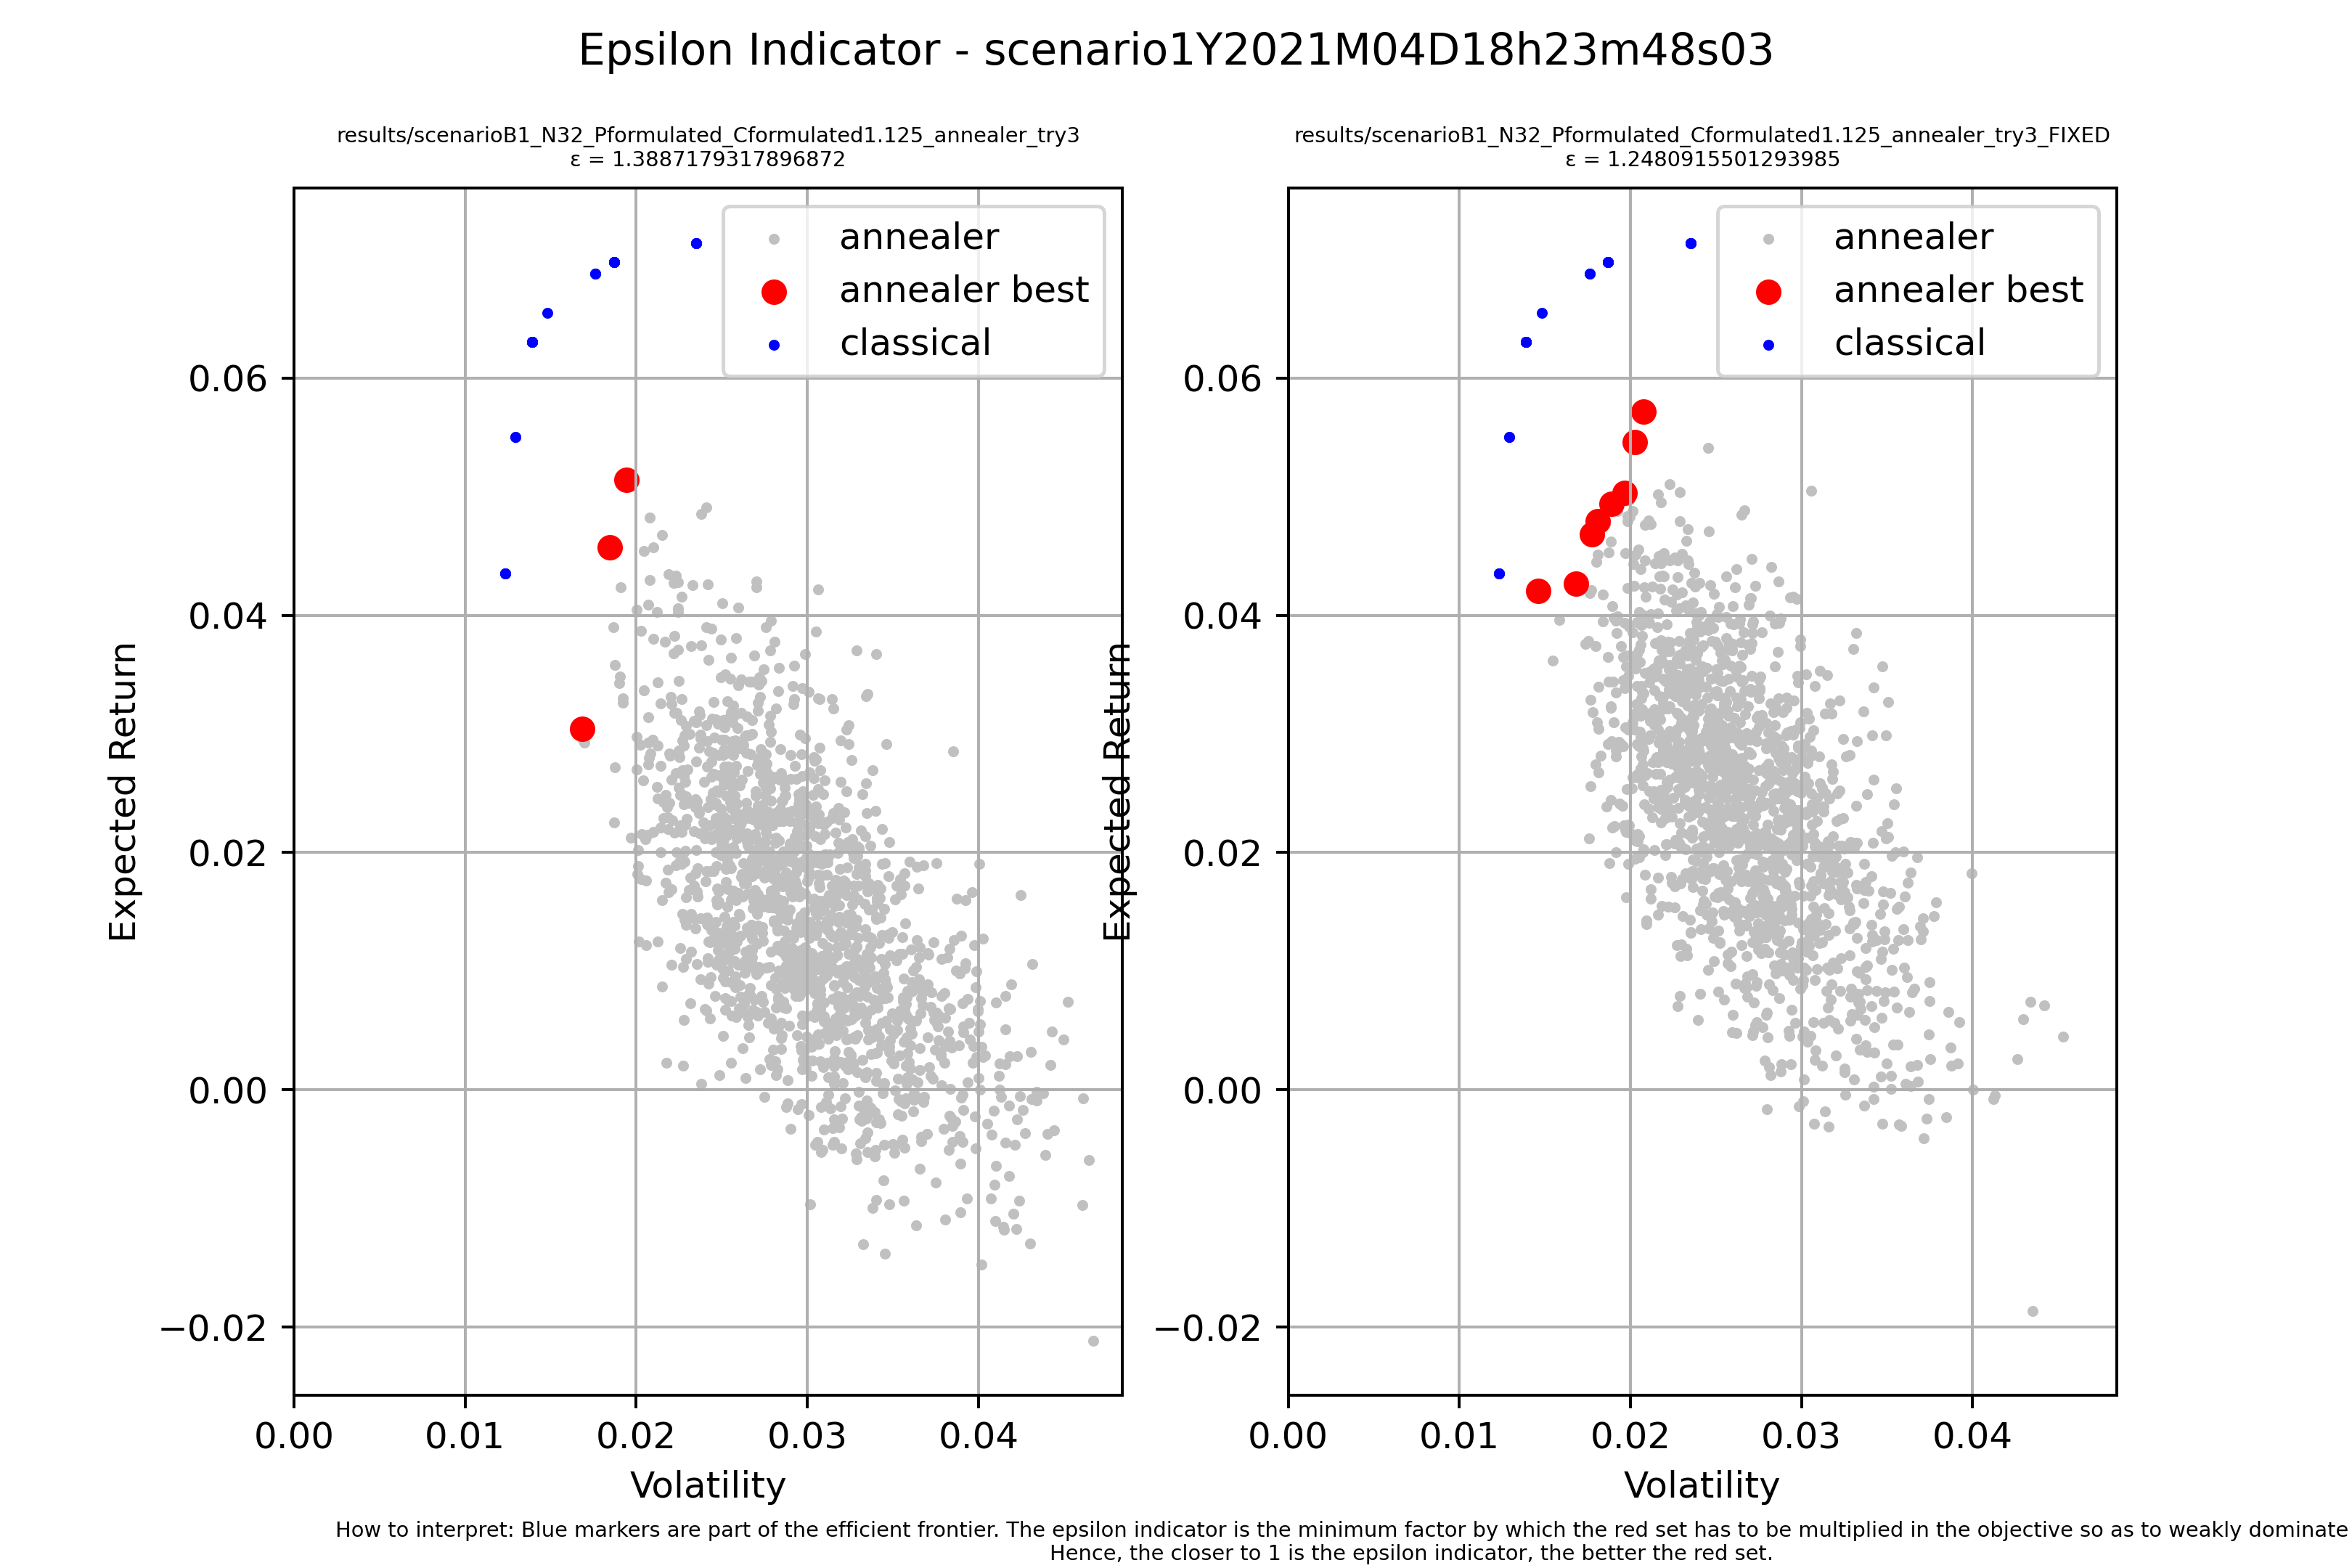 Epsilon Indicator - scenario1Y2021M04D18h23m48s03
results/scenarioB1_N32_Pformulated_Cformulated1.125_annealer_try3
ε = 1.3887179317896872
annealer
annealer best
classical
0.06
0.04
0.02
0.00
−0.02
Expected Return
0.00 0.01 0.02 0.03 0.04
Volatility
results/scenarioB1_N32_Pformulated_Cformulated1.125_annealer_try3_FIXED
ε = 1.2480915501293985
annealer
annealer best
classical
0.06
0.04
0.02
0.00
−0.02
Expected Return
0.00 0.01 0.02 0.03 0.04
Volatility
How to interpret: Blue markers are part of the efficient frontier. The epsilon indicator is the minimum factor by which the red set has to be multiplied in the objective so as to weakly dominate
Hence, the closer to 1 is the epsilon indicator, the better the red set.